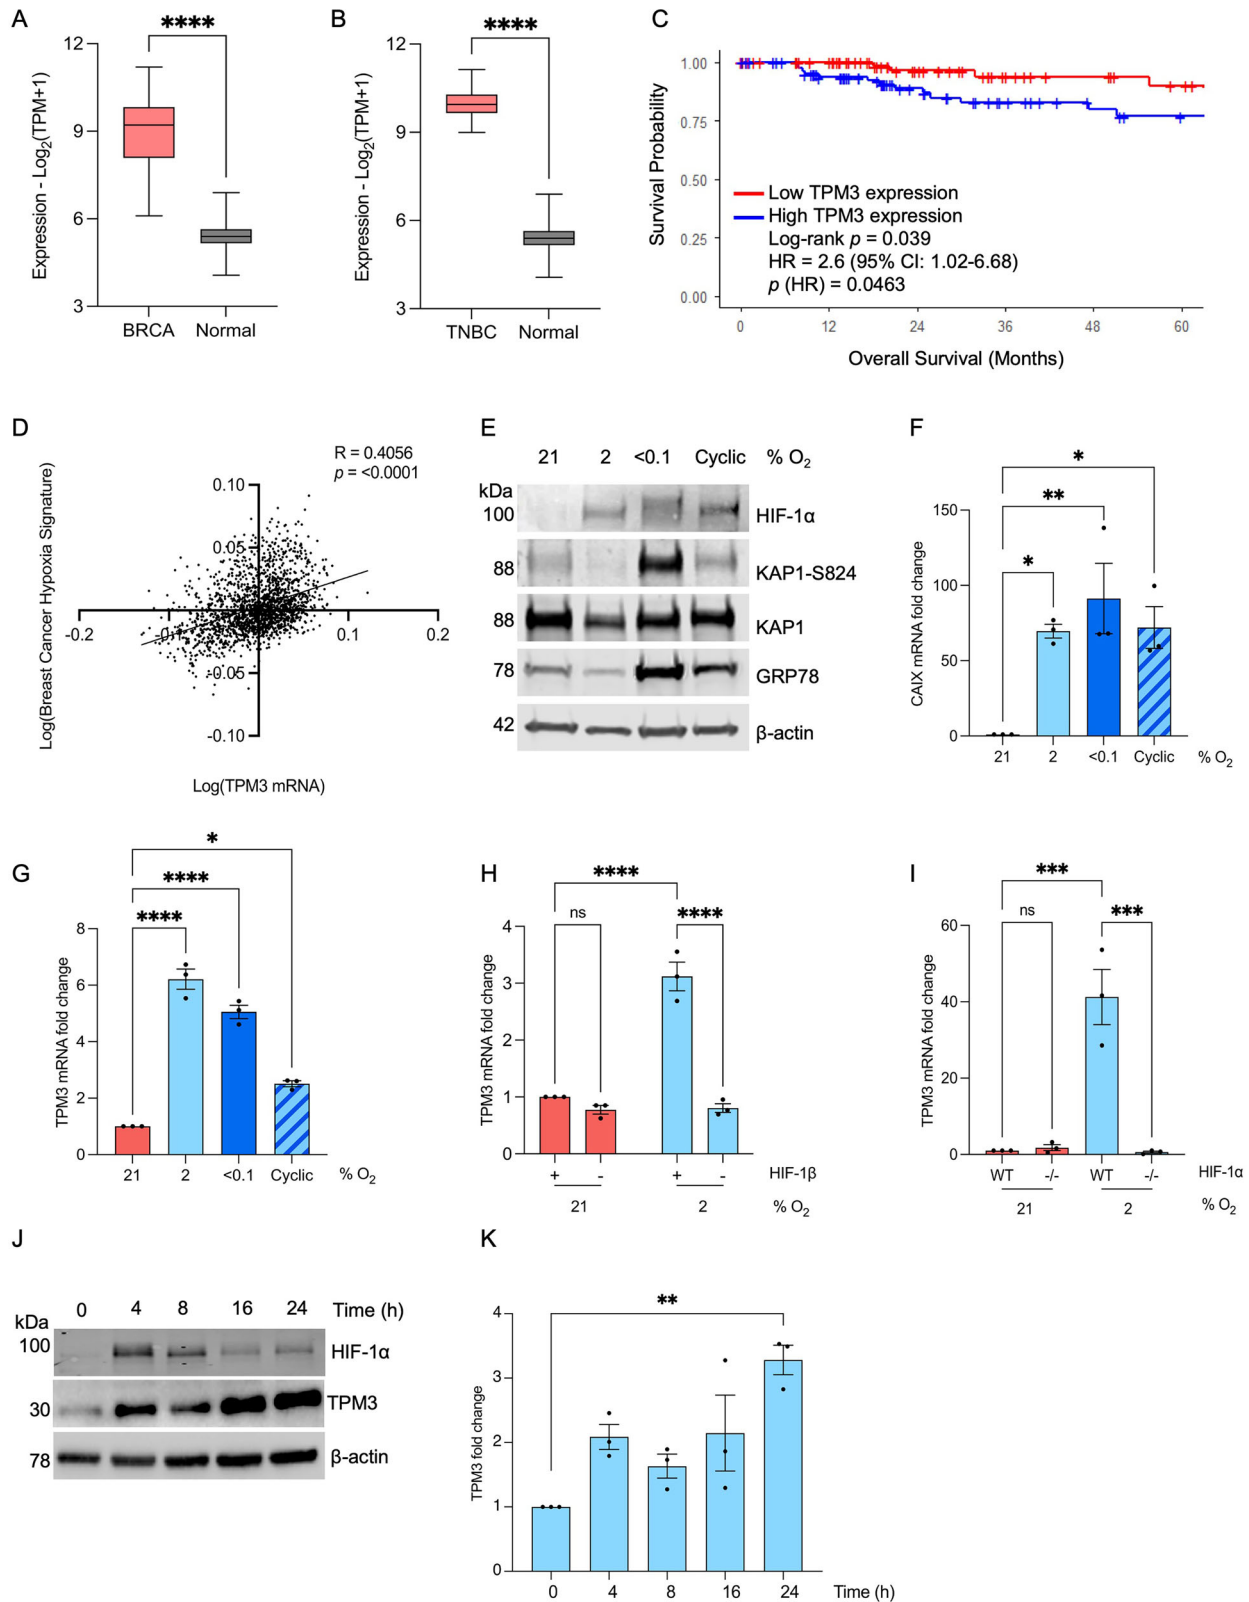 A
****
12
9
6
3
Expression - Log2(TPM+1)
BRCA Normal
B
****
12
9
6
3
Expression - Log2(TPM+1)
TNBC Normal
C
1.00
0.75
0.50
0.25
0.00
Survival Probability
Low TPM3 expression
High TPM3 expression
Log-rank p = 0.039
HR = 2.6 (95% CI: 1.02-6.68)
p (HR) = 0.0463
0 12 24 36 48 60
Overall Survival (Months)
D
R = 0.4056
p = <0.0001
Log(Breast Cancer Hypoxia Signature)
0.10
0.05
-0.2 -0.1 0.1 0.2
-0.05
-0.10
Log(TPM3 mRNA)
E
21 2 <0.1 Cyclic % O2
kDa
100 HIF-1α
88 KAP1-S824
88 KAP1
78 GRP78
42 β-actin
F
*
**
*
150
100
50
0
CAIX mRNA fold change
21 2 <0.1 Cyclic % O2
G
*
****
****
8
6
4
2
0
TPM3 mRNA fold change
21 2 <0.1 Cyclic % O2
H
****
ns ****
4
3
2
1
0
TPM3 mRNA fold change
+ - + - HIF-1β
21 2 % O2
I
***
ns ***
60
40
20
0
TPM3 mRNA fold change
WT -/- WT -/- HIF-1α
21 2 % O2
J
0 4 8 16 24 Time (h)
kDa
100 HIF-1α
30 TPM3
78 β-actin
K
**
4
3
2
1
0
TPM3 fold change
0 4 8 16 24 Time (h)